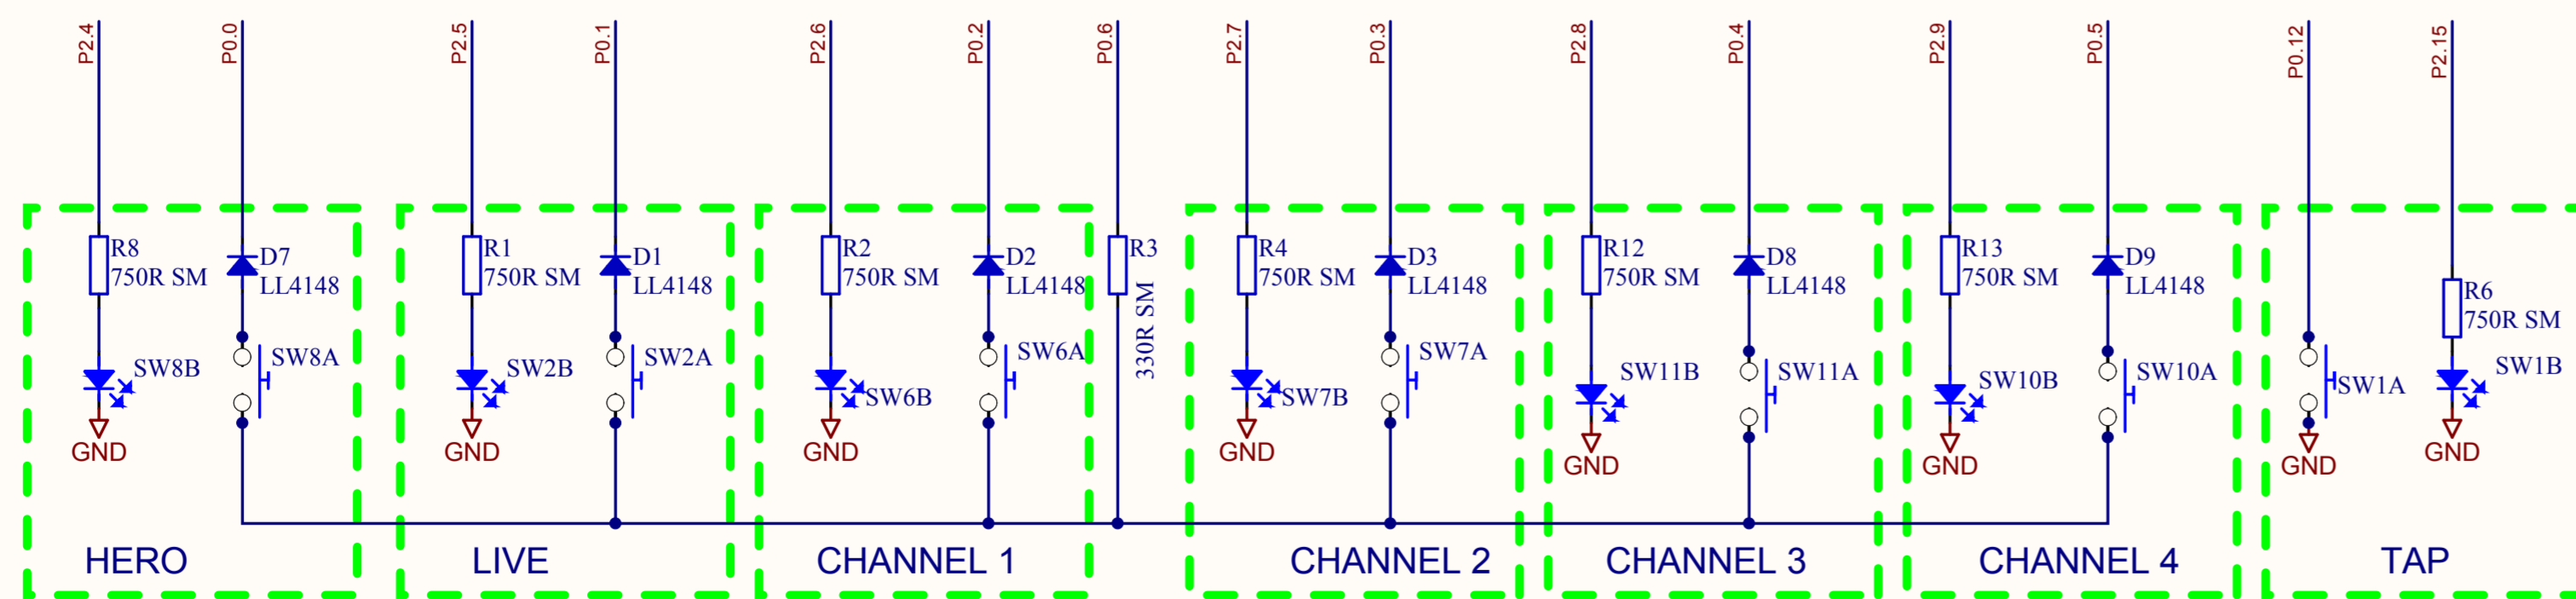 P2.4
P0.0
P2.5
P0.1
P2.6
P0.2
P0.6
P2.7
P0.3
P2.8
P0.4
P2.9
P0.5
P0.12
P2.15
R8
750R SM
D7
LL4148
SW8B
SW8A
GND
HERO
R1
750R SM
D1
LL4148
SW2B
SW2A
GND
LIVE
R2
750R SM
D2
LL4148
SW6B
SW6A
GND
CHANNEL 1
R3
330R SM
R4
750R SM
D3
LL4148
SW7B
SW7A
GND
CHANNEL 2
R12
750R SM
D8
LL4148
SW11B
SW11A
GND
CHANNEL 3
R13
750R SM
D9
LL4148
SW10B
SW10A
GND
CHANNEL 4
SW1A
GND
R6
750R SM
SW1B
GND
TAP